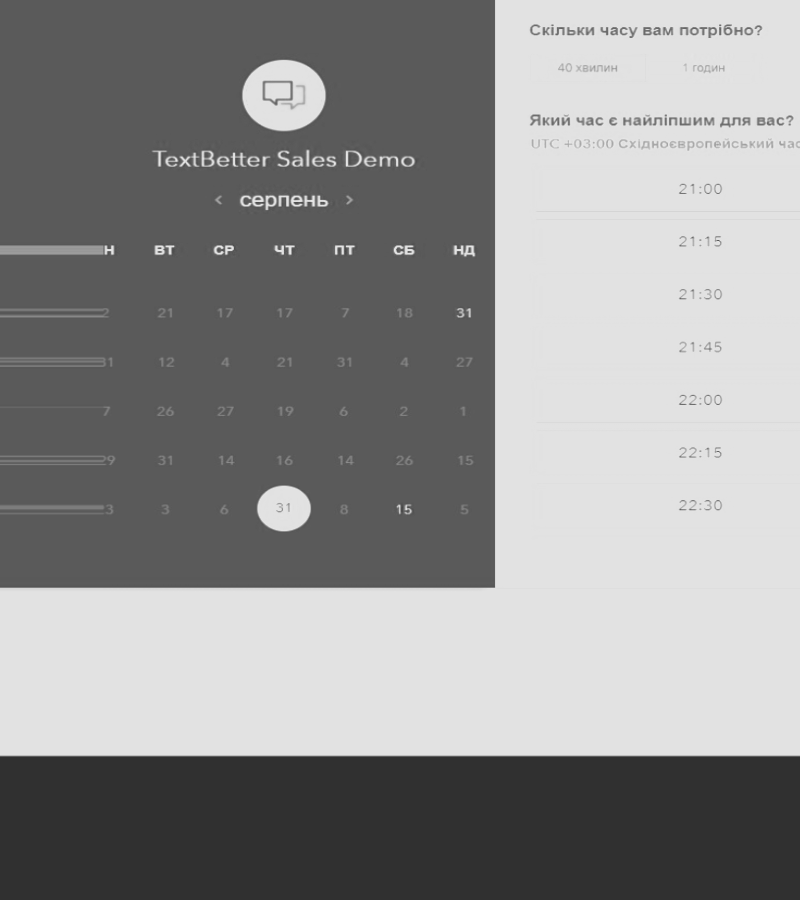 TextBetter Sales Demo
< серпень >
Н ВТ СР ЧТ ПТ СБ НД
2 21 17 17 7 18 31
31 12 4 21 31 4 27
7 26 27 19 6 2 1
29 31 14 16 14 26 15
3 3 6 31 8 15 5
Скільки часу вам потрібно?
40 хвилин 1 годин
Який час є найліпшим для вас?
UTC +03:00 Східноєвропейський час
21:00
21:15
21:30
21:45
22:00
22:15
22:30